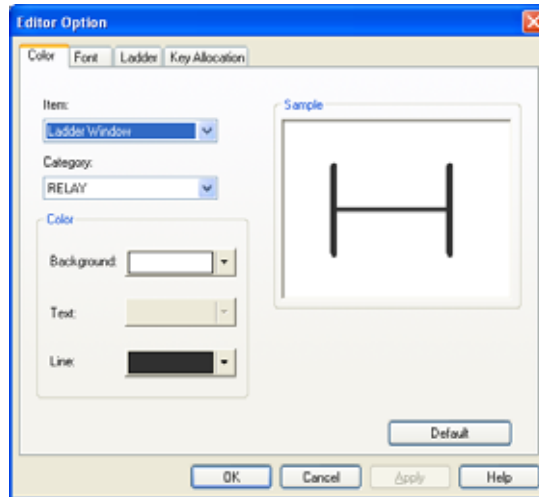 Editor Option
Color Font Ladder Key Allocation
Item:
Ladder Window
Category:
RELAY
Color
Background:
Text:
Line:
Sample
Default
OK Cancel Apply Help